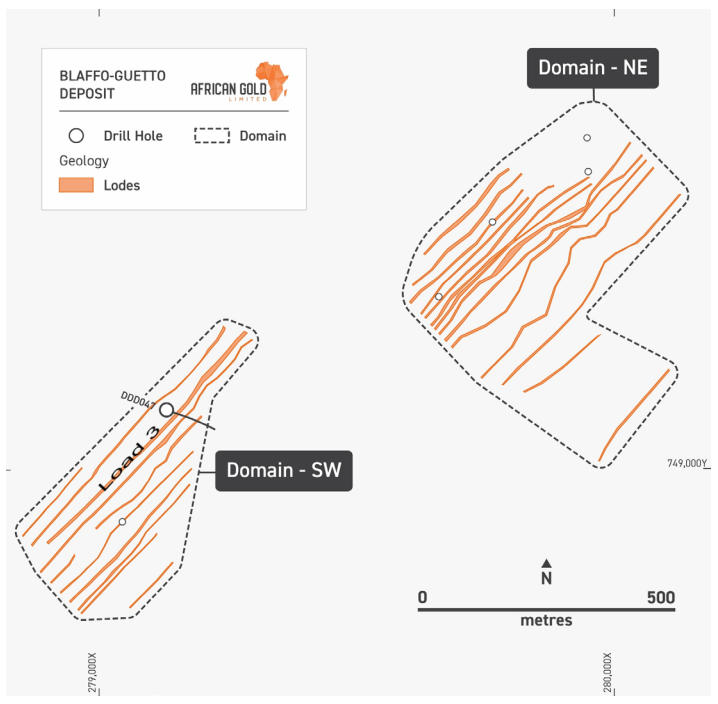 BLAFFO-GUETTO
DEPOSIT
AFRICAN GOLD
LIMITED
Drill Hole
Domain
Geology
Lodes
Domain - NE
DDD047
Load 3
Domain - SW
749,000Y
N
0
500
metres
279,000X
280,000X